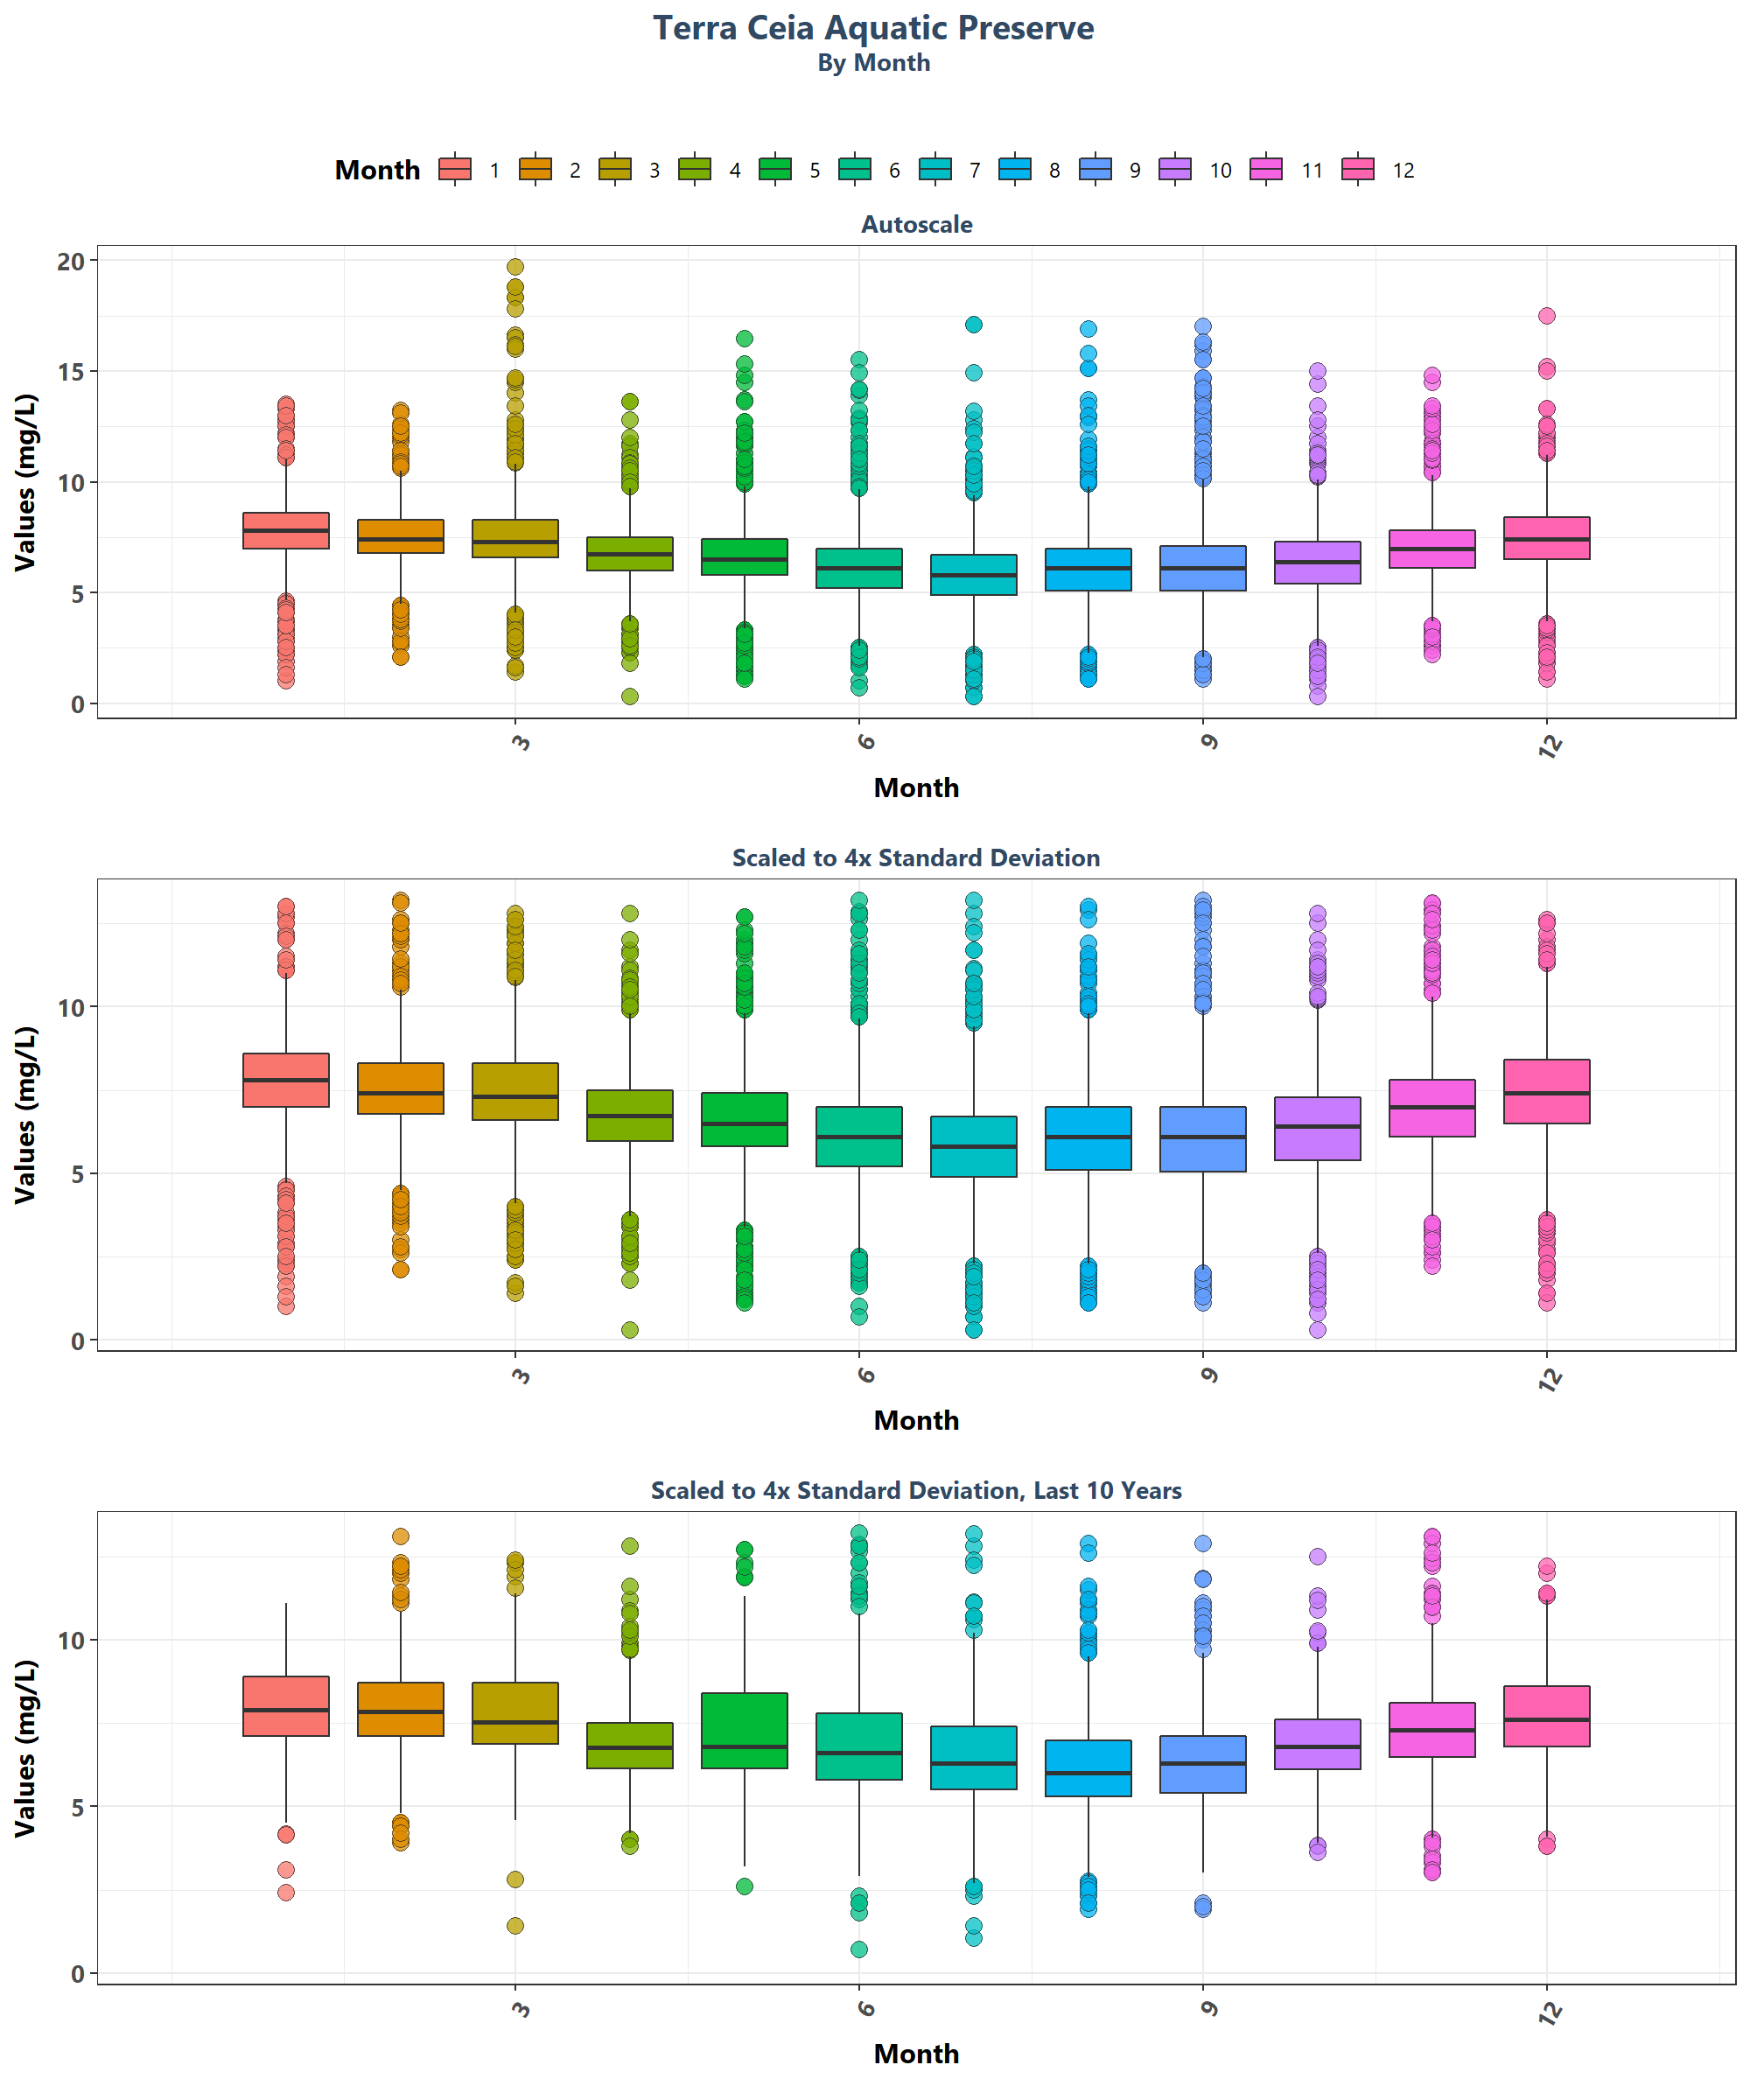 Terra Ceia Aquatic Preserve
By Month
Month 1 2 3 4 5 6 7 8 9 10 11 12
Autoscale
Values (mg/L)
20
15
10
5
0
3 6 9 12
Month
Scaled to 4x Standard Deviation
Values (mg/L)
10
5
0
3 6 9 12
Month
Scaled to 4x Standard Deviation, Last 10 Years
Values (mg/L)
10
5
0
3 6 9 12
Month